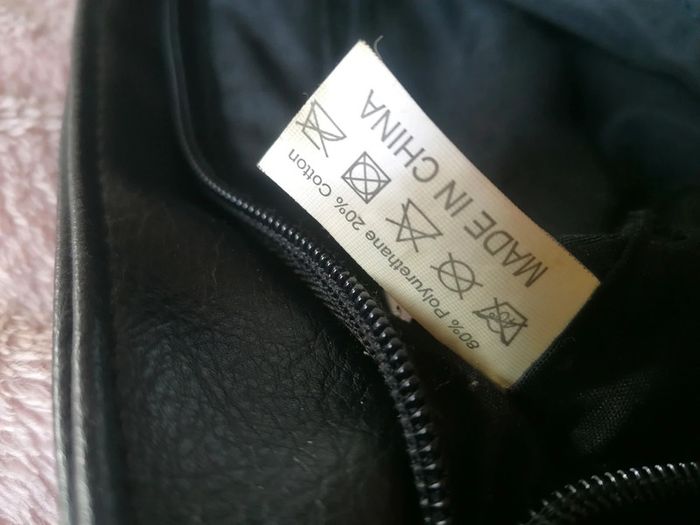 80% Polyurethane 20% Cotton
MADE IN CHINA